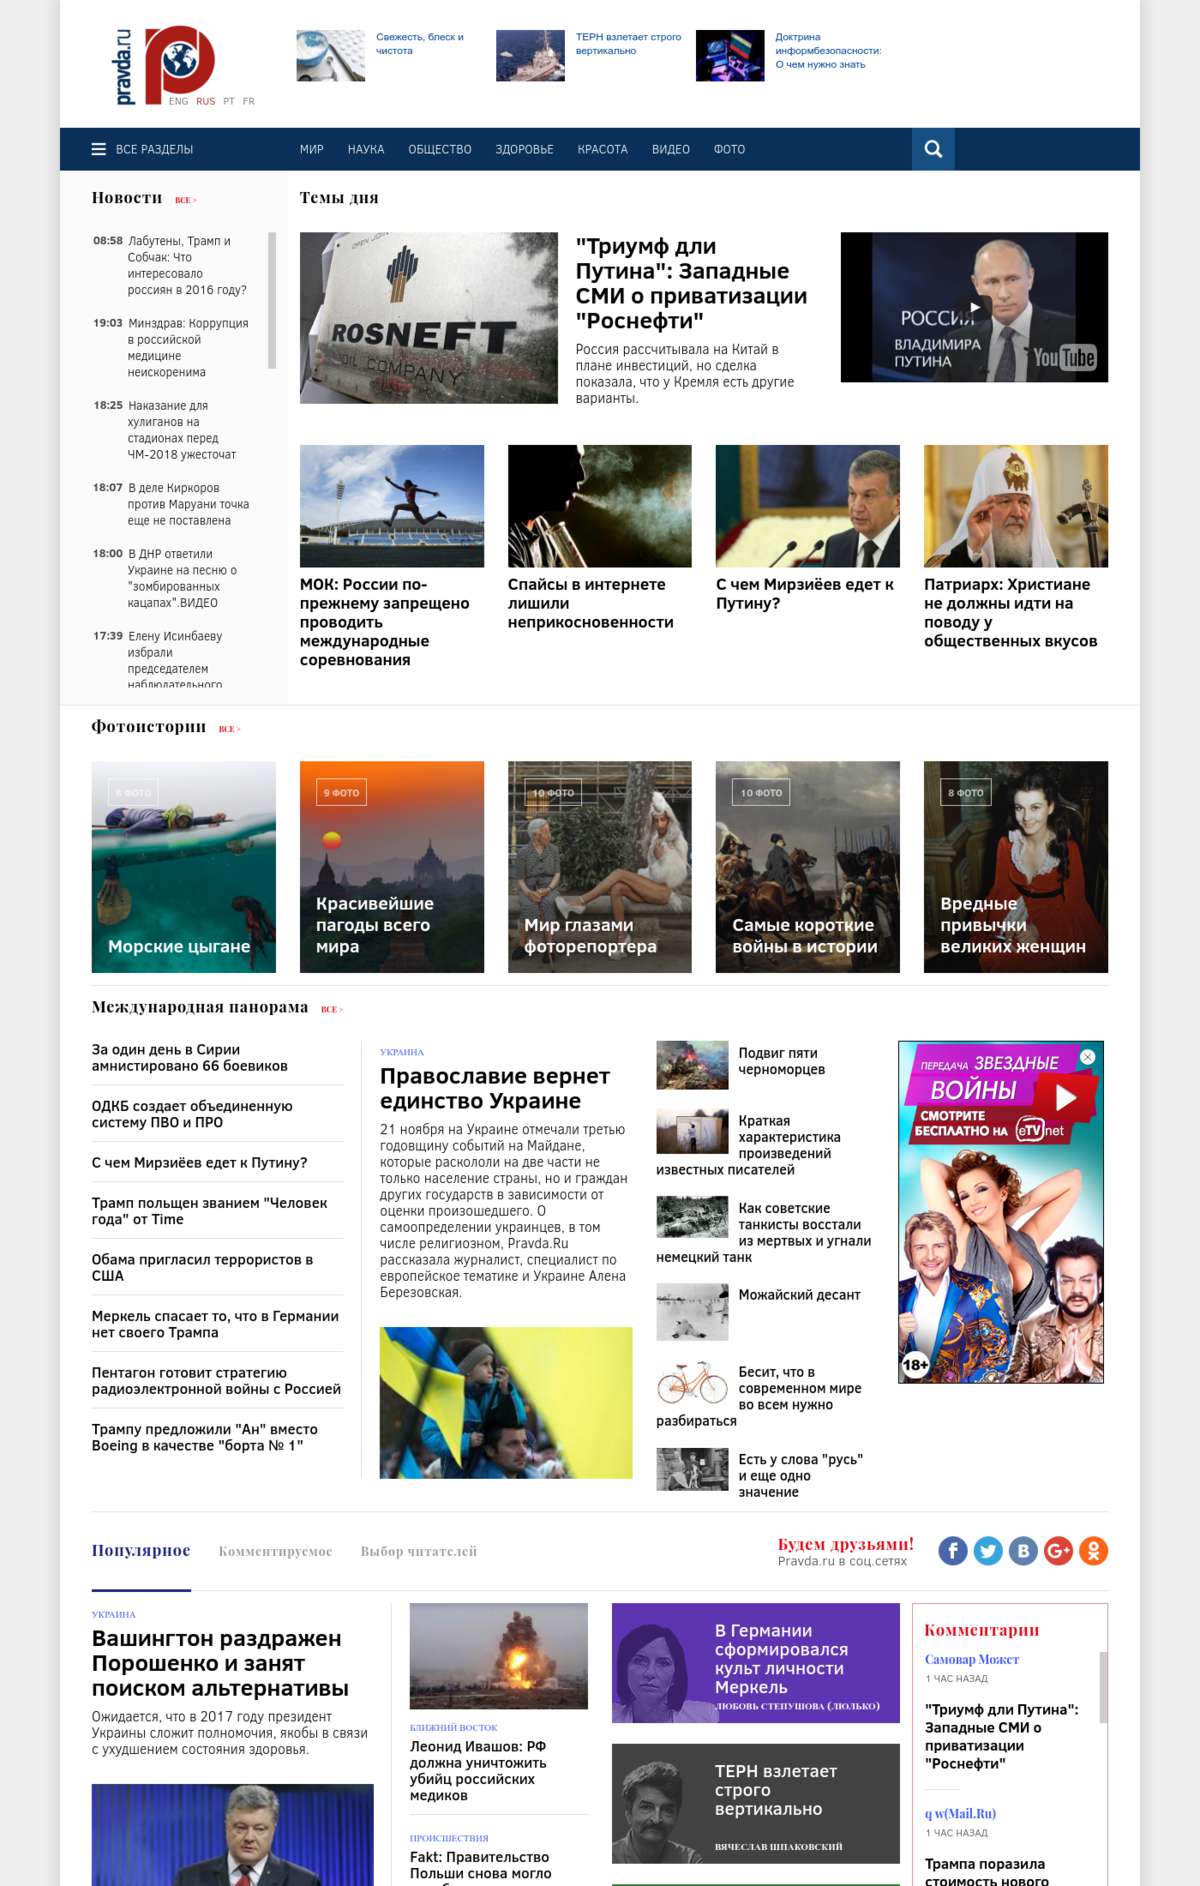 pravda.ru
ENG RUS PT FR
Свежесть, блеск и
чистота
ТЕРН взлетает строго
вертикально
Доктрина
информбезопасности:
О чем нужно знать
ВСЕ РАЗДЕЛЫ
МИР НАУКА ОБЩЕСТВО ЗДОРОВЬЕ КРАСОТА ВИДЕО ФОТО
Новости ВСЕ >
08:58 Лабутены, Трамп и
Собчак: Что
интересовало
россиян в 2016 году?
19:03 Минздрав: Коррупция
в российской
медицине
неискоренима
18:25 Наказание для
хулиганов на
стадионах перед
ЧМ-2018 ужесточат
18:07 В деле Киркоров
против Маруани точка
еще не поставлена
18:00 В ДНР ответили
Украине на песню о
"зомбированных
кацапах".ВИДЕО
17:39 Елену Исинбаеву
избрали
председателем
наблюдательного
Темы дня
ROSNEFT
OIL COMPANY
"Триумф дли
Путина": Западные
СМИ о приватизации
"Роснефти"
Россия рассчитывала на Китай в
плане инвестиций, но сделка
показала, что у Кремля есть другие
варианты.
РОССИЯ
ВЛАДИМИРА
ПУТИНА
YouTube
МОК: России по-
прежнему запрещено
проводить
международные
соревнования
Спайсы в интернете
лишили
неприкосновенности
С чем Мирзиёев едет к
Путину?
Патриарх: Христиане
не должны идти на
поводу у
общественных вкусов
Фотоистории ВСЕ >
6 ФОТО
Морские цыгане
9 ФОТО
Красивейшие
пагоды всего
мира
10 ФОТО
Мир глазами
фоторепортера
10 ФОТО
Самые короткие
войны в истории
8 ФОТО
Вредные
привычки
великих женщин
Международная панорама ВСЕ >
За один день в Сирии
амнистировано 66 боевиков
ОДКБ создает объединенную
систему ПВО и ПРО
С чем Мирзиёев едет к Путину?
Трамп польщен званием "Человек
года" от Time
Обама пригласил террористов в
США
Меркель спасает то, что в Германии
нет своего Трампа
Пентагон готовит стратегию
радиоэлектронной войны с Россией
Трампу предложили "Ан" вместо
Boeing в качестве "борта № 1"
УКРАИНА
Православие вернет
единство Украине
21 ноября на Украине отмечали третью
годовщину событий на Майдане,
которые раскололи на две части не
только население страны, но и граждан
других государств в зависимости от
оценки произошедшего. О
самоопределении украинцев, в том
числе религиозном, Pravda.Ru
рассказала журналист, специалист по
европейское тематике и Украине Алена
Березовская.
Подвиг пяти
черноморцев
Краткая
характеристика
произведений
известных писателей
Как советские
танкисты восстали
из мертвых и угнали
немецкий танк
Можайский десант
Бесит, что в
современном мире
во всем нужно
разбираться
Есть у слова "русь"
и еще одно
значение
ПЕРЕДАЧА ЗВЕЗДНЫЕ
ВОЙНЫ
СМОТРИТЕ
БЕСПЛАТНО НА eTVnet
18+
Популярное Комментируемое Выбор читателей
Будем друзьями!
Pravda.ru в соц.сетях
УКРАИНА
Вашингтон раздражен
Порошенко и занят
поиском альтернативы
Ожидается, что в 2017 году президент
Украины сложит полномочия, якобы в связи
с ухудшением состояния здоровья.
БЛИЖНИЙ ВОСТОК
Леонид Ивашов: РФ
должна уничтожить
убийц российских
медиков
ПРОИСШЕСТВИЯ
Fakt: Правительство
Польши снова могло
В Германии
сформировался
культ личности
Меркель
ЛЮБОВЬ СТЕПУШОВА (ЛЮЛЬКО)
ТЕРН взлетает
строго
вертикально
ВЯЧЕСЛАВ ШПАКОВСКИЙ
Комментарии
Самовар Может
1 ЧАС НАЗАД
"Триумф дли Путина":
Западные СМИ о
приватизации
"Роснефти"
q w(Mail.Ru)
1 ЧАС НАЗАД
Трампа поразила
стоимость нового